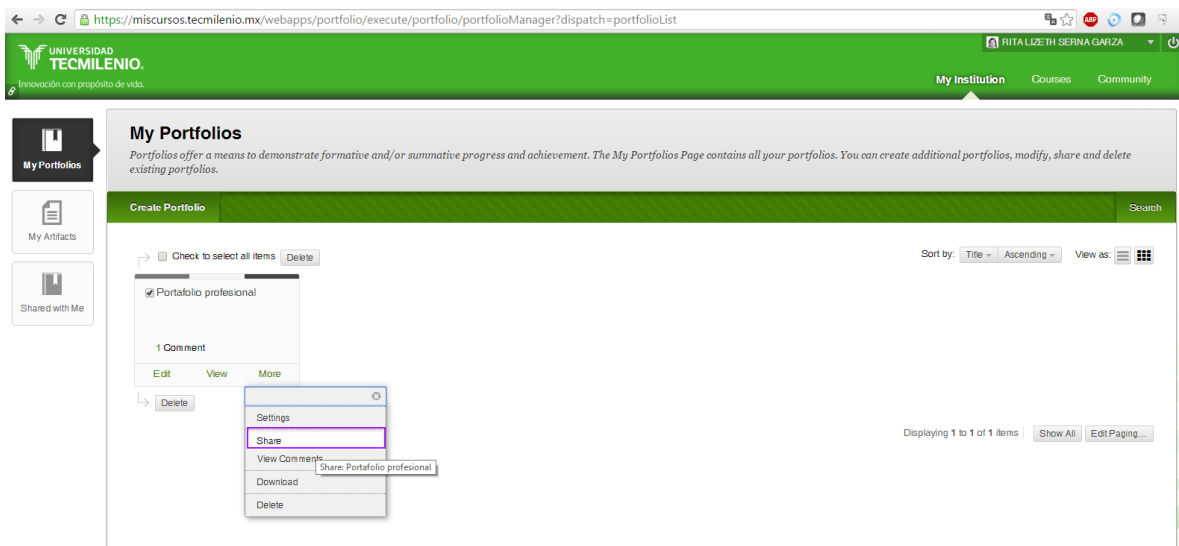 https://miscursos.tecmilenio.mx/webapps/portfolio/execute/portfolio/portfolioManager?dispatch=portfolioList
ABP
UNIVERSIDAD
TECMILENIO.
Innovación con propósito de vida.
RITA LIZETH SERNA GARZA
My Institution Courses Community
My Portfolios
My Artifacts
Shared with Me
My Portfolios
Portfolios offer a means to demonstrate formative and/or summative progress and achievement. The My Portfolios Page contains all your portfolios. You can create additional portfolios, modify, share and delete
existing portfolios.
Create Portfolio Search
Check to select all items Delete
Sort by: Title Ascending View as:
Portafolio profesional
1 Comment
Edit View More
Delete
Settings
Share
View Comments
Share: Portafolio profesional
Download
Delete
Displaying 1 to 1 of 1 items Show All Edit Paging...